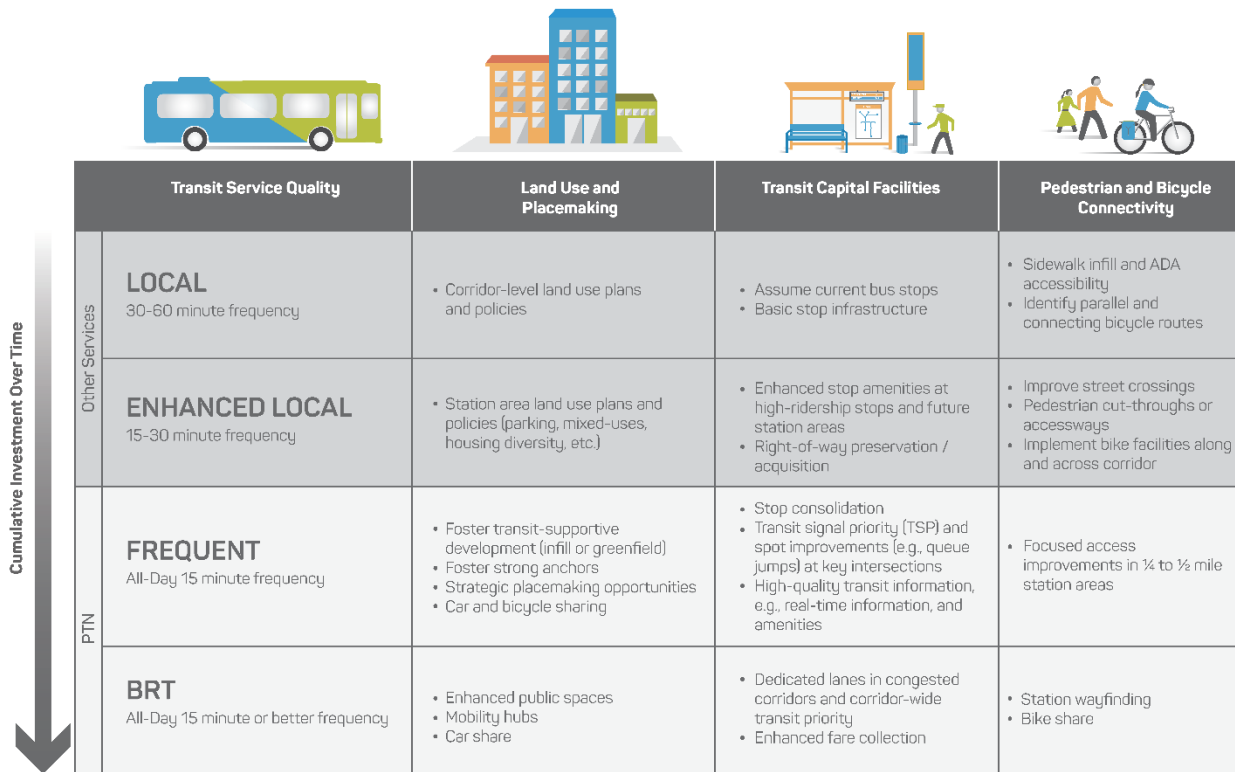 Transit Service Quality
Land Use and
Placemaking
Transit Capital Facilities
Pedestrian and Bicycle
Connectivity
Cumulative Investment Over Time
Other Services
LOCAL
30-60 minute frequency
• Corridor-level land use plans
and policies
• Assume current bus stops
• Basic stop infrastructure
• Sidewalk infill and ADA
accessibility
• Identify parallel and
connecting bicycle routes
ENHANCED LOCAL
15-30 minute frequency
• Station area land use plans and
policies (parking, mixed-uses,
housing diversity, etc.)
• Enhanced stop amenities at
high-ridership stops and future
station areas
• Right-of-way preservation /
acquisition
• Improve street crossings
• Pedestrian cut-throughs or
accessways
• Implement bike facilities along
and across corridor
PTN
FREQUENT
All-Day 15 minute frequency
• Foster transit-supportive
development (infill or greenfield)
• Foster strong anchors
• Strategic placemaking opportunities
• Car and bicycle sharing
• Stop consolidation
• Transit signal priority (TSP) and
spot improvements (e.g., queue
jumps) at key intersections
• High-quality transit information,
e.g., real-time information, and
amenities
• Focused access
improvements in ¼ to ½ mile
station areas
BRT
All-Day 15 minute or better frequency
• Enhanced public spaces
• Mobility hubs
• Car share
• Dedicated lanes in congested
corridors and corridor-wide
transit priority
• Enhanced fare collection
• Station wayfinding
• Bike share